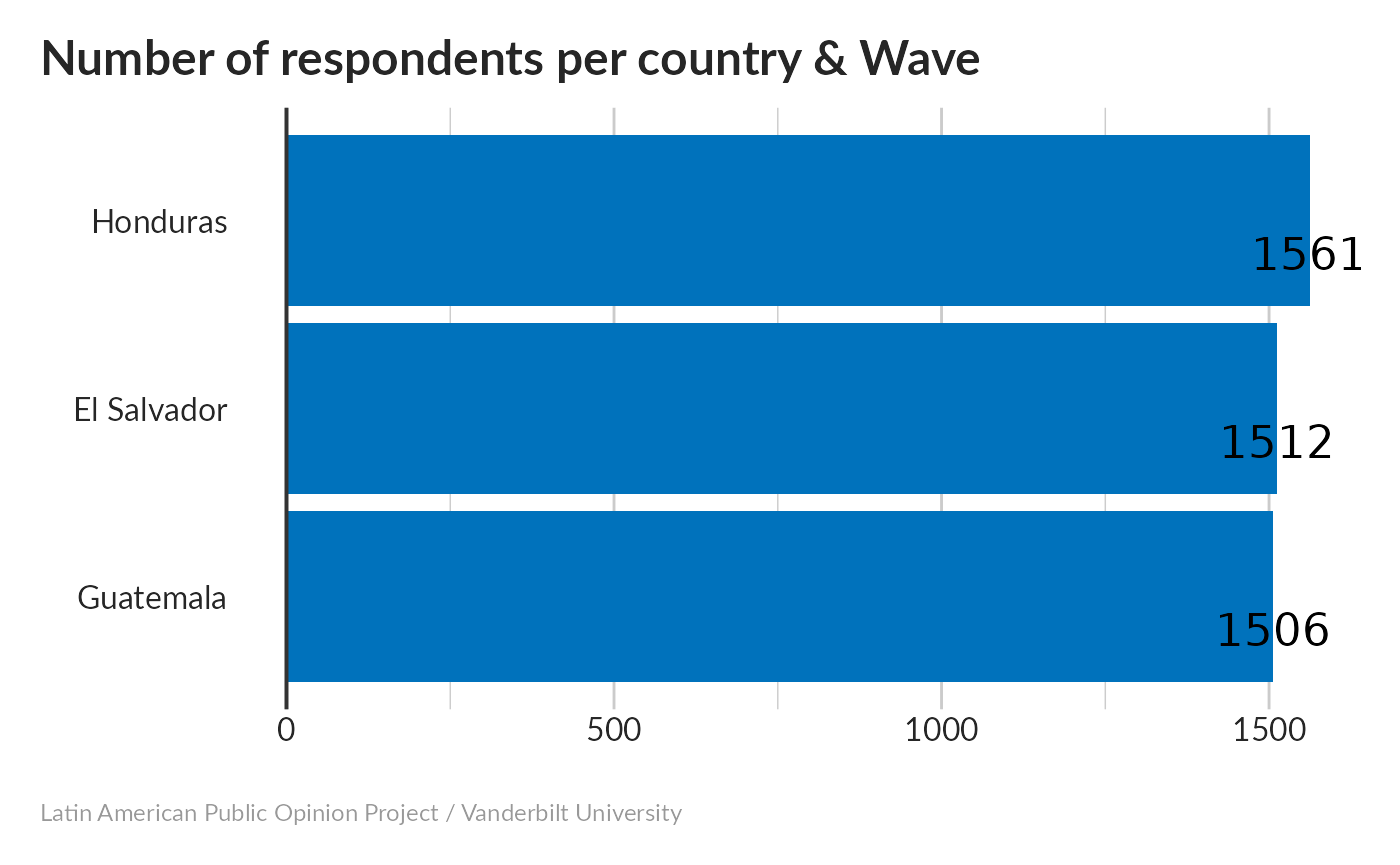 Number of respondents per country & Wave
Honduras
1561
El Salvador
1512
Guatemala
1506
0 500 1000 1500
Latin American Public Opinion Project / Vanderbilt University